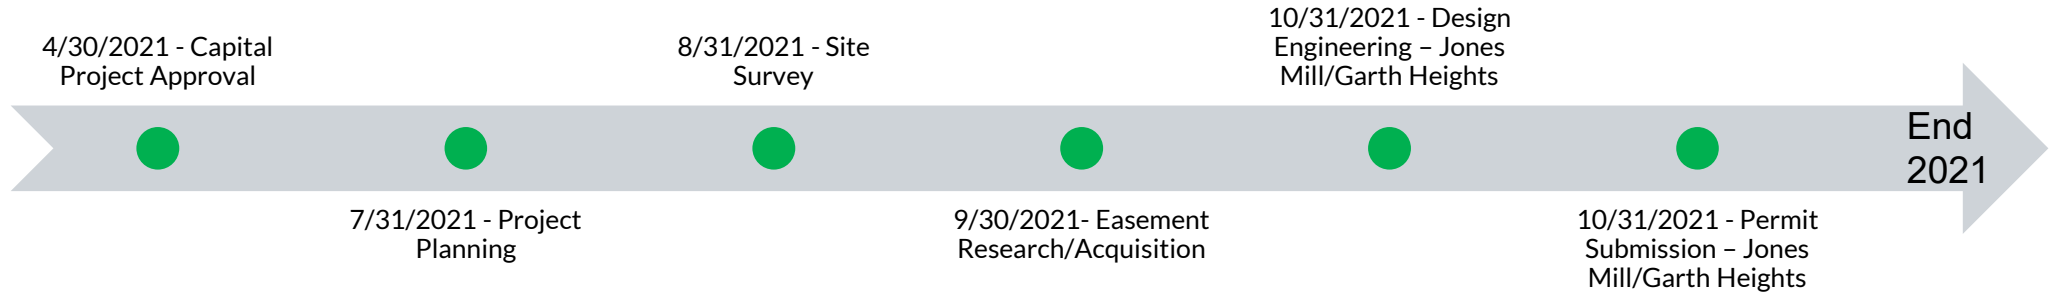 4/30/2021 - Capital
Project Approval
7/31/2021 - Project
Planning
8/31/2021 - Site
Survey
9/30/2021- Easement
Research/Acquisition
10/31/2021 - Design
Engineering – Jones
Mill/Garth Heights
10/31/2021 - Permit
Submission – Jones
Mill/Garth Heights
End
2021